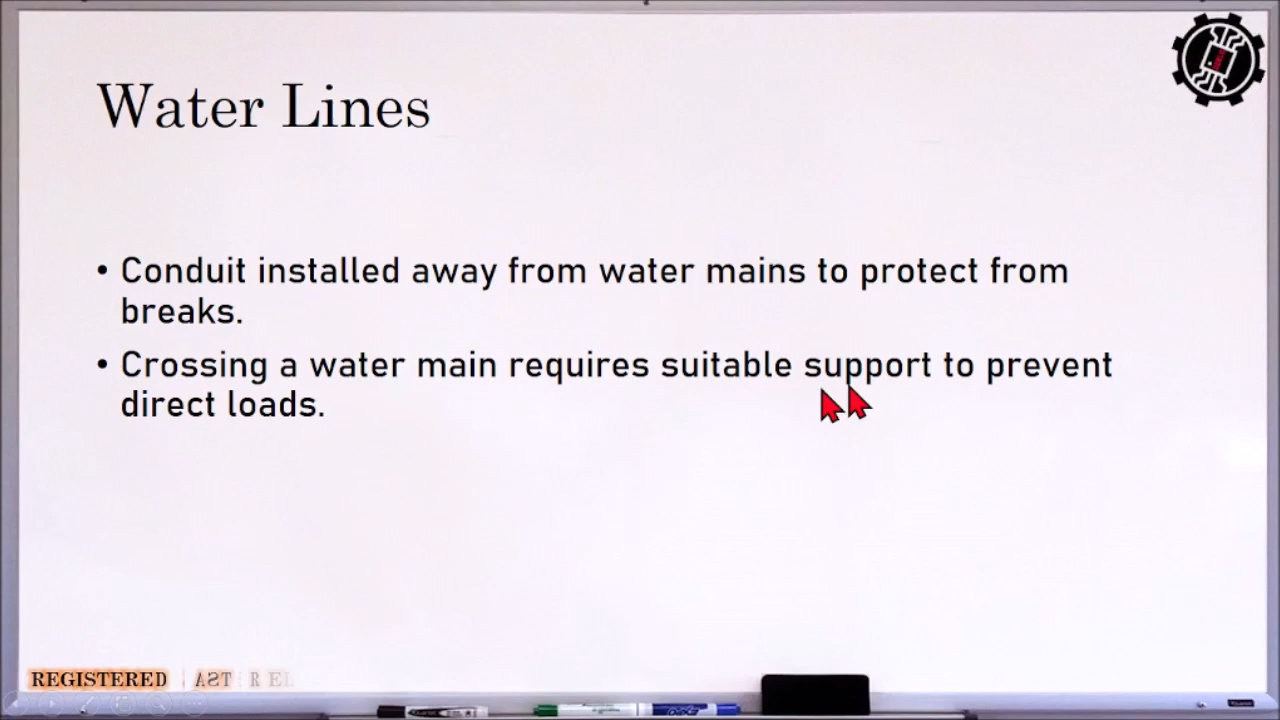 Water Lines
• Conduit installed away from water mains to protect from
breaks.
• Crossing a water main requires suitable support to prevent
direct loads.
REGISTERED